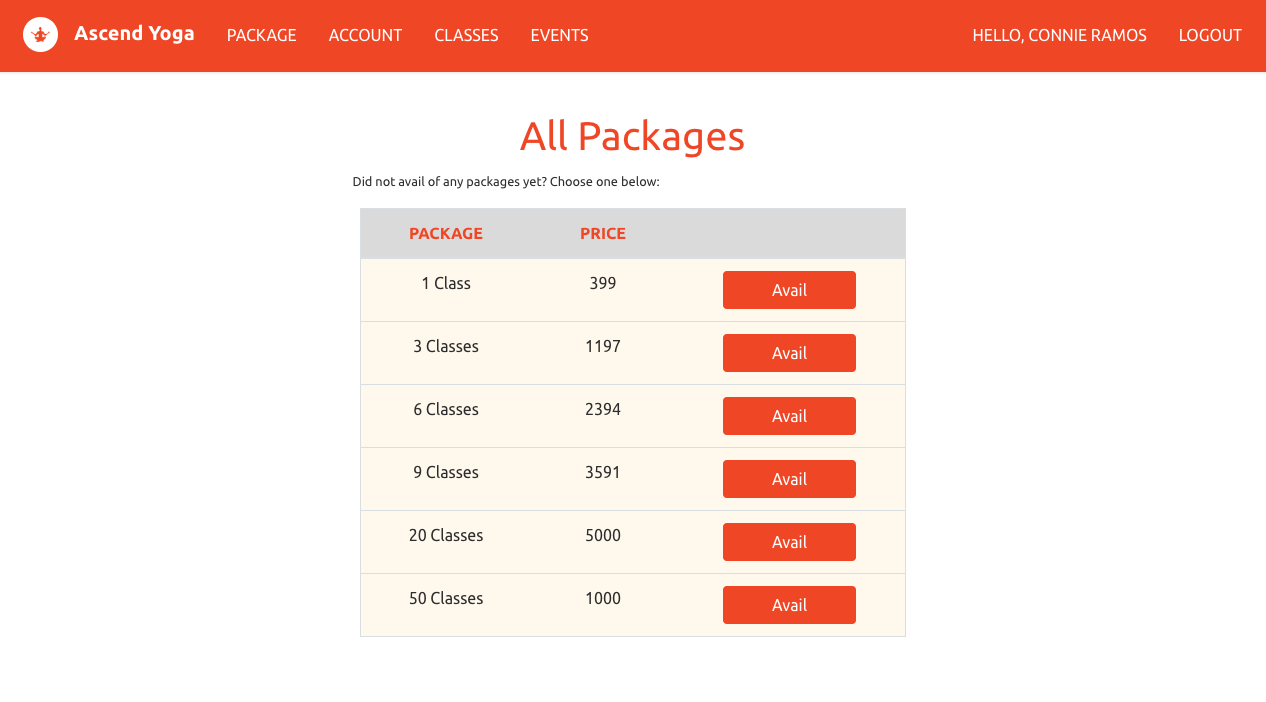 Ascend Yoga PACKAGE ACCOUNT CLASSES EVENTS HELLO, CONNIE RAMOS LOGOUT
All Packages
Did not avail of any packages yet? Choose one below:
PACKAGE PRICE
1 Class 399 Avail
3 Classes 1197 Avail
6 Classes 2394 Avail
9 Classes 3591 Avail
20 Classes 5000 Avail
50 Classes 1000 Avail